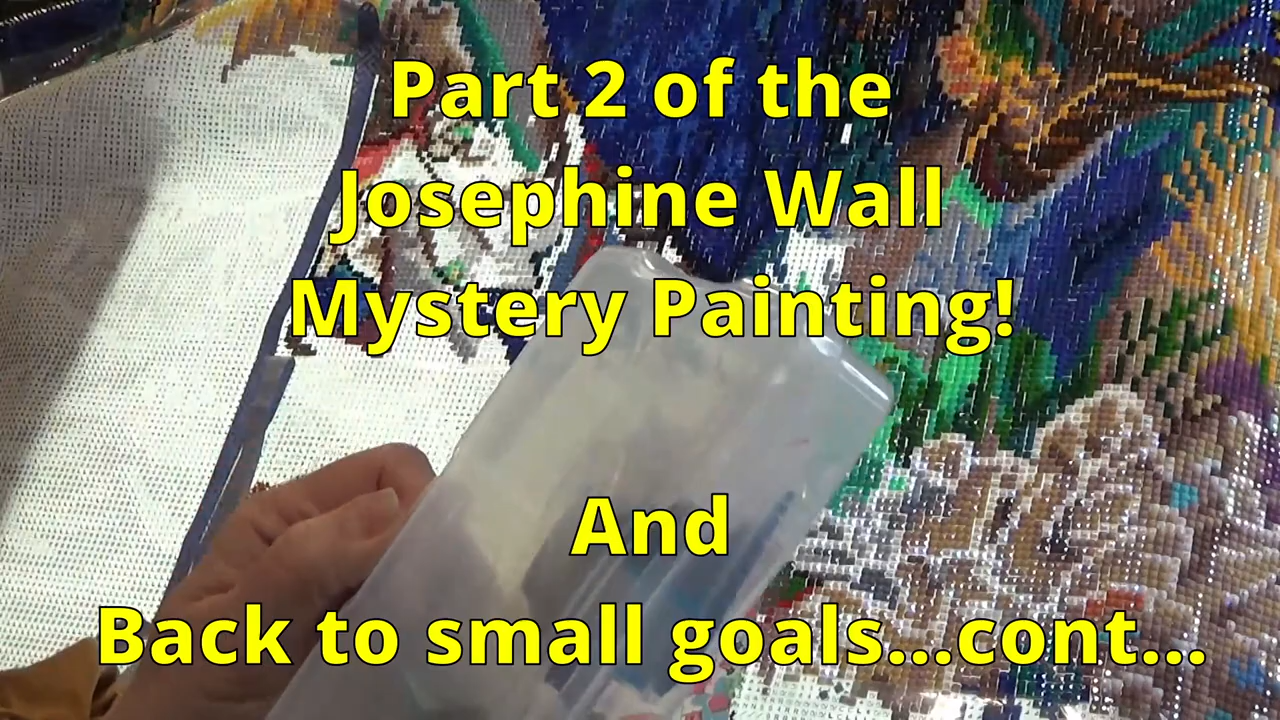 Part 2 of the
Josephine Wall
Mystery Painting!
And
Back to small goals...cont...